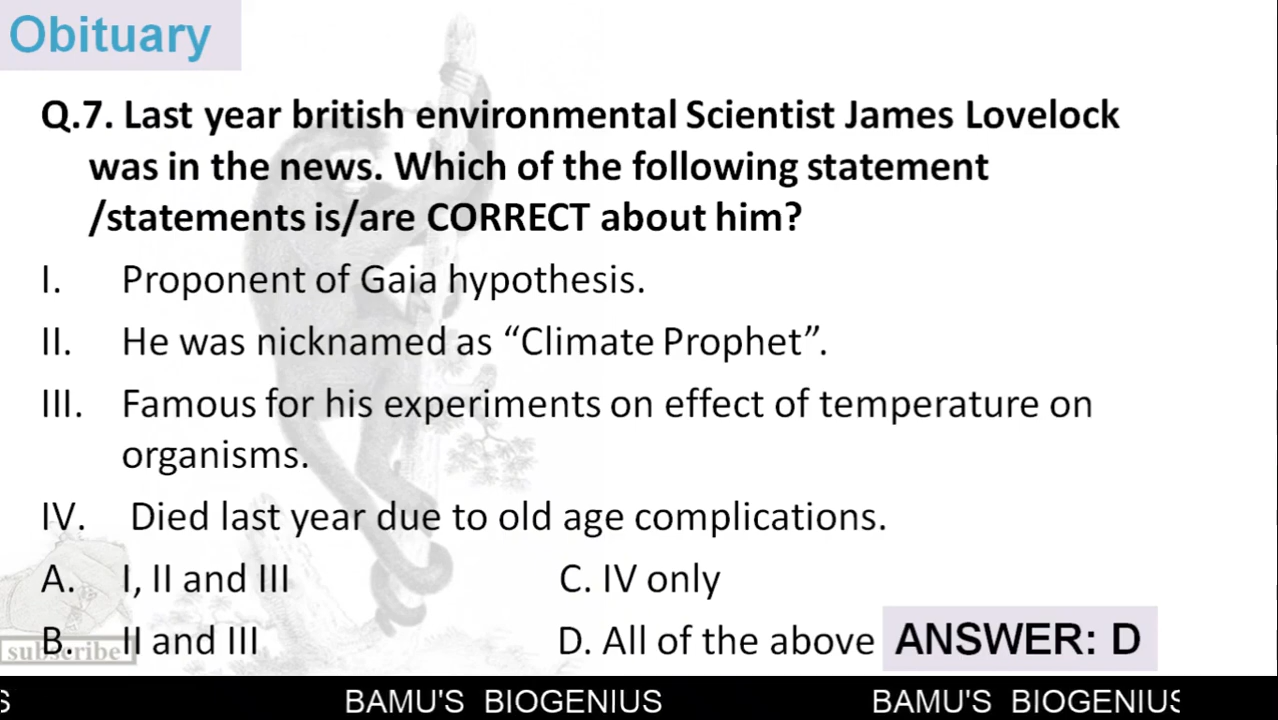 Obituary
Q.7. Last year british environmental Scientist James Lovelock
was in the news. Which of the following statement
/statements is/are CORRECT about him?
I. Proponent of Gaia hypothesis.
II. He was nicknamed as “Climate Prophet”.
III. Famous for his experiments on effect of temperature on
organisms.
IV. Died last year due to old age complications.
A. I, II and III C. IV only
B. II and III D. All of the above ANSWER: D
subscribe
S BAMU'S BIOGENIUS BAMU'S BIOGENIUS